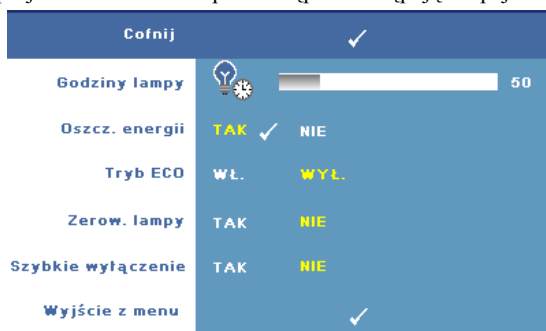 Cofnij
Godziny lampy 50
Oszcz. energii TAK NIE
Tryb ECO WŁ. WYŁ.
Zerow. lampy TAK NIE
Szybkie wyłączenie TAK NIE
Wyjście z menu